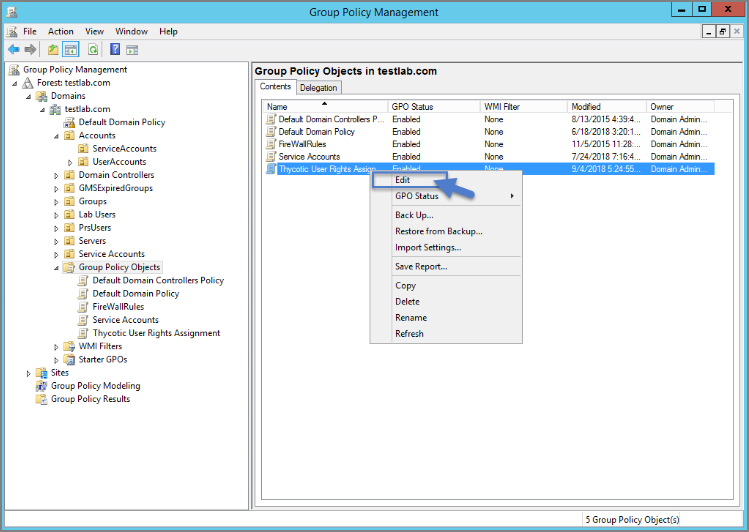 Group Policy Management
File Action View Window Help
Group Policy Management
Forest: testlab.com
Domains
testlab.com
Default Domain Policy
Accounts
ServiceAccounts
UserAccounts
Domain Controllers
GMSExpiredGroups
Groups
Lab Users
PrsUsers
Servers
Service Accounts
Group Policy Objects
Default Domain Controllers Policy
Default Domain Policy
FireWallRules
Service Accounts
Thycotic User Rights Assignment
WMI Filters
Starter GPOs
Sites
Group Policy Modeling
Group Policy Results
Group Policy Objects in testlab.com
Contents Delegation
Name GPO Status WMI Filter Modified Owner
Default Domain Controllers P... Enabled None 8/13/2015 4:39:4... Domain Admin...
Default Domain Policy Enabled None 6/18/2018 3:20:1... Domain Admin...
FireWallRules Enabled None 11/5/2015 11:28:... Domain Admin...
Service Accounts Enabled None 7/24/2018 7:16:4... Domain Admin...
Thycotic User Rights Assign... Enabled None 9/4/2018 5:24:55... Domain Admin...
Edit
GPO Status
Back Up...
Restore from Backup...
Import Settings...
Save Report...
Copy
Delete
Rename
Refresh
5 Group Policy Object(s)